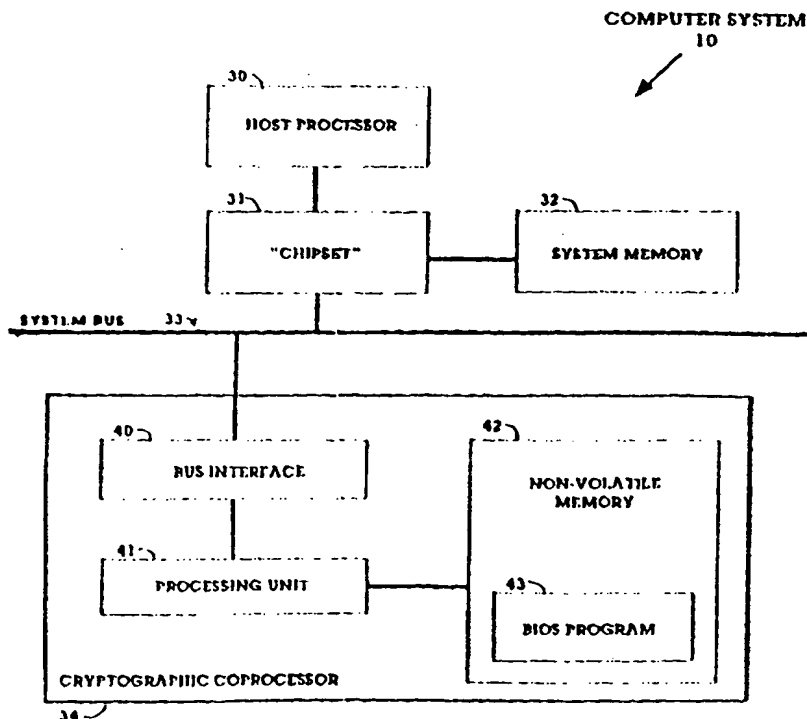 COMPUTER SYSTEM
10
30
HOST PROCESSOR
31
"CHIPSET"
32
SYSTEM MEMORY
SYSTEM BUS 33
40
BUS INTERFACE
42
NON-VOLATILE
MEMORY
41
PROCESSING UNIT
43
BIOS PROGRAM
CRYPTOGRAPHIC COPROCESSOR
34